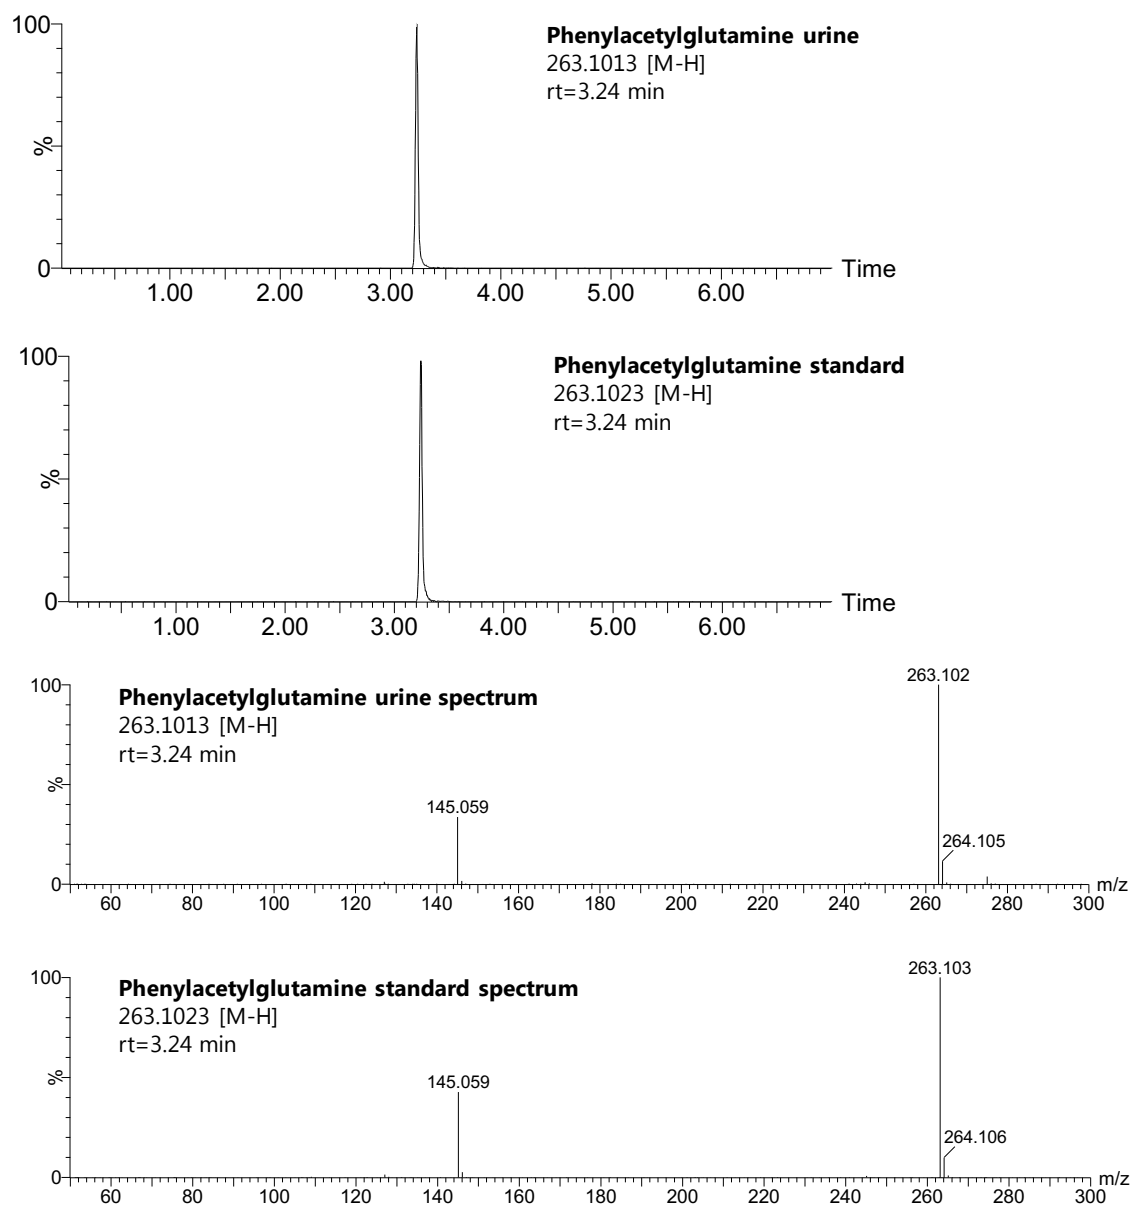 100
%
0
1.00 2.00 3.00 4.00 5.00 6.00
Time
Phenylacetylglutamine urine
263.1013 [M-H]
rt=3.24 min
100
%
0
1.00 2.00 3.00 4.00 5.00 6.00
Time
Phenylacetylglutamine standard
263.1023 [M-H]
rt=3.24 min
100
%
0
Phenylacetylglutamine urine spectrum
263.1013 [M-H]
rt=3.24 min
263.102
145.059
264.105
60 80 100 120 140 160 180 200 220 240 260 280 300
m/z
100
%
0
Phenylacetylglutamine standard spectrum
263.1023 [M-H]
rt=3.24 min
263.103
145.059
264.106
60 80 100 120 140 160 180 200 220 240 260 280 300
m/z